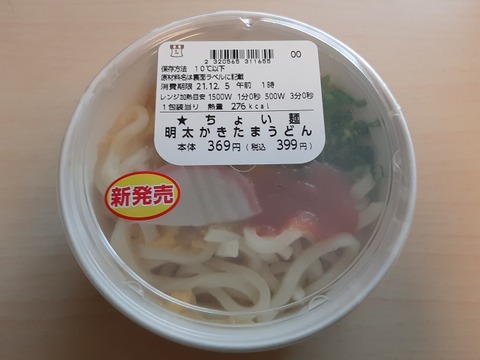 2 320565 311655
00
保存方法 10℃以下
原材料名は裏面ラベルに記載
消費期限 21.12. 5 午前 1時
レンジ加熱目安 1500W 1分0秒 500W 3分0秒
1包装当り 熱量 276kcal
★ちょい麺
明太かきたまうどん
本体 369円(税込 399円)
新発売